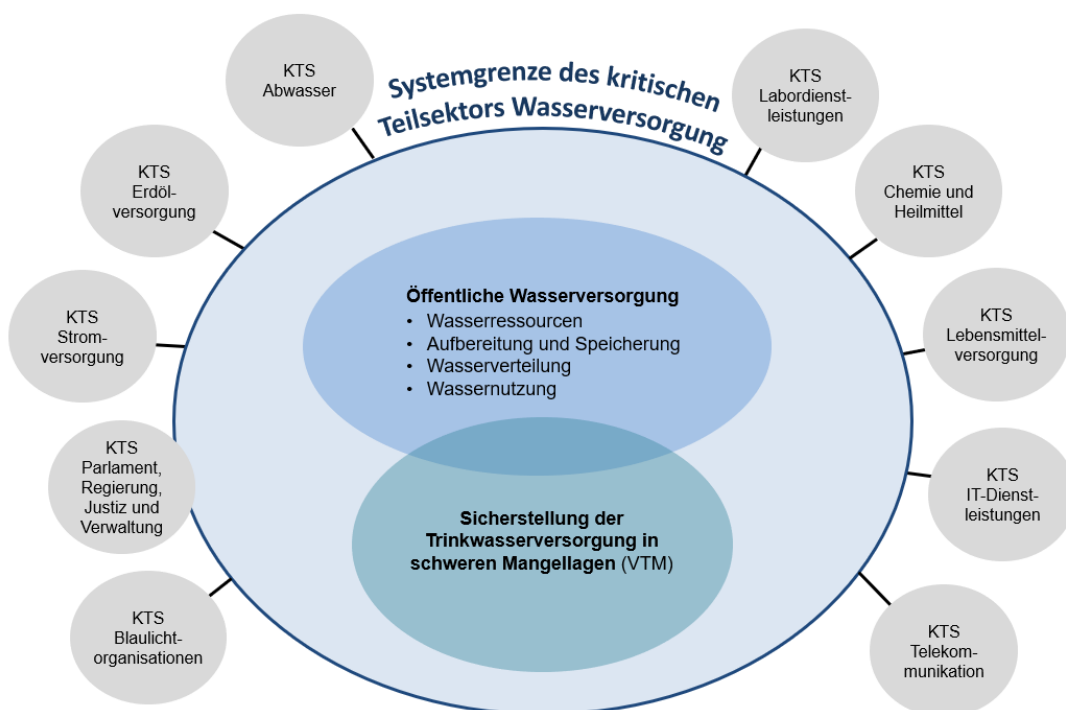 Systemgrenze des kritischen
Teilsektors Wasserversorgung
KTS
Abwasser
KTS
Erdöl-
versorgung
KTS
Strom-
versorgung
KTS
Parlament,
Regierung,
Justiz und
Verwaltung
KTS
Blaulicht-
organisationen
Öffentliche Wasserversorgung
• Wasserressourcen
• Aufbereitung und Speicherung
• Wasserverteilung
• Wassernutzung
Sicherstellung der
Trinkwasserversorgung in
schweren Mangellagen (VTM)
KTS
Labordienst-
leistungen
KTS
Chemie und
Heilmittel
KTS
Lebensmittel-
versorgung
KTS
IT-Dienst-
leistungen
KTS
Telekom-
munikation